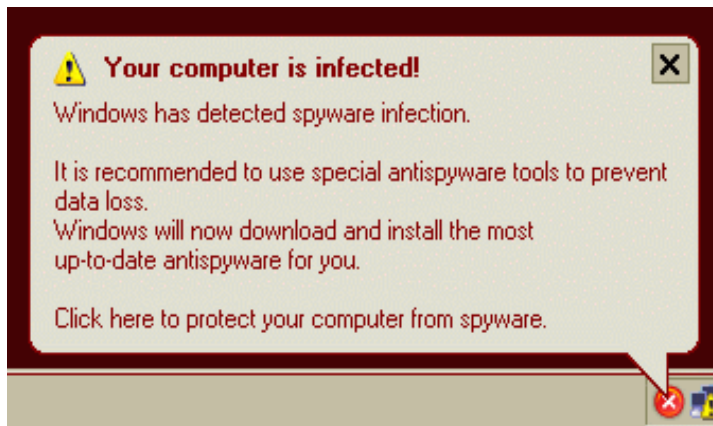 Your computer is infected!
Windows has detected spyware infection.
It is recommended to use special antispyware tools to prevent
data loss.
Windows will now download and install the most
up-to-date antispyware for you.
Click here to protect your computer from spyware.